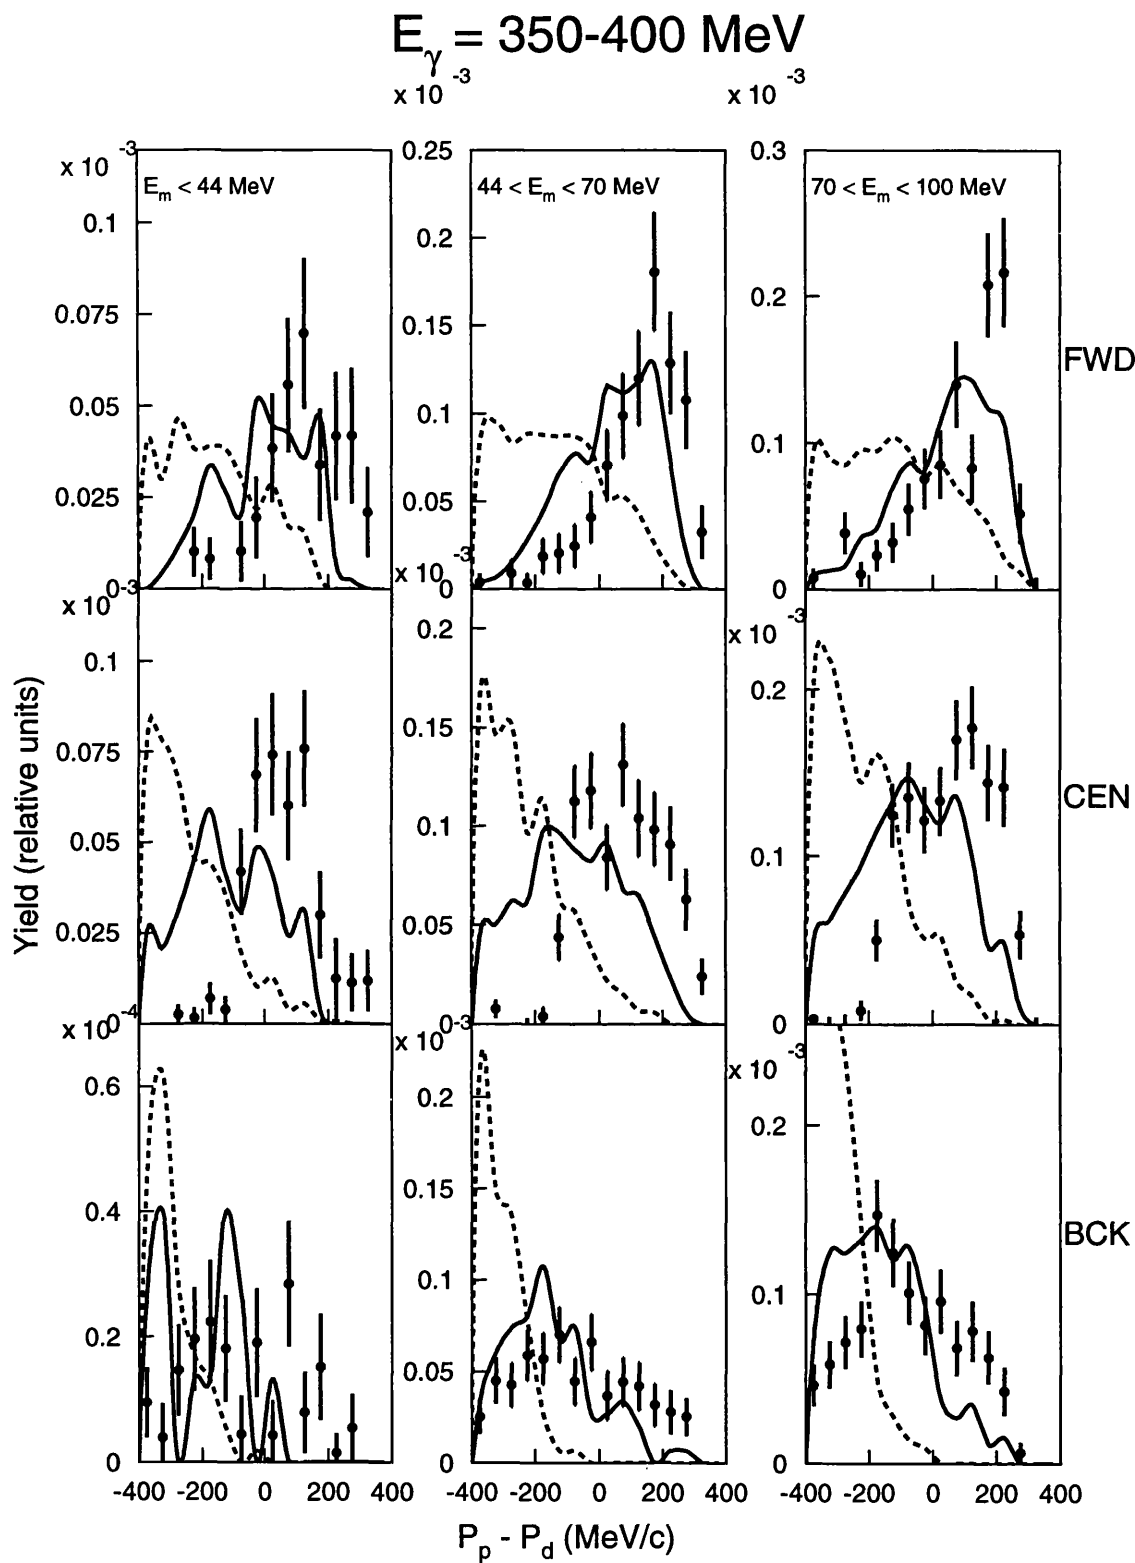 E_γ = 350-400 MeV
x 10^-3
x 10^-3
x 10^-3
E_m < 44 MeV
0.1
0.075
0.05
0.025
0
0.25
44 < E_m < 70 MeV
0.2
0.15
0.1
0.05
x 10^-3
0
0.3
70 < E_m < 100 MeV
0.2
0.1
0
FWD
Yield (relative units)
x 10^-3
0.1
0.075
0.05
0.025
0
0.2
0.15
0.1
0.05
0
x 10^-3
0.2
0.1
0
CEN
x 10^-4
0.6
0.4
0.2
0
x 10^-3
0.2
0.15
0.1
0.05
0
x 10^-3
0.2
0.1
0
BCK
-400 -200 0 200
-400 -200 0 200
-400 -200 0 200 400
P_p - P_d (MeV/c)